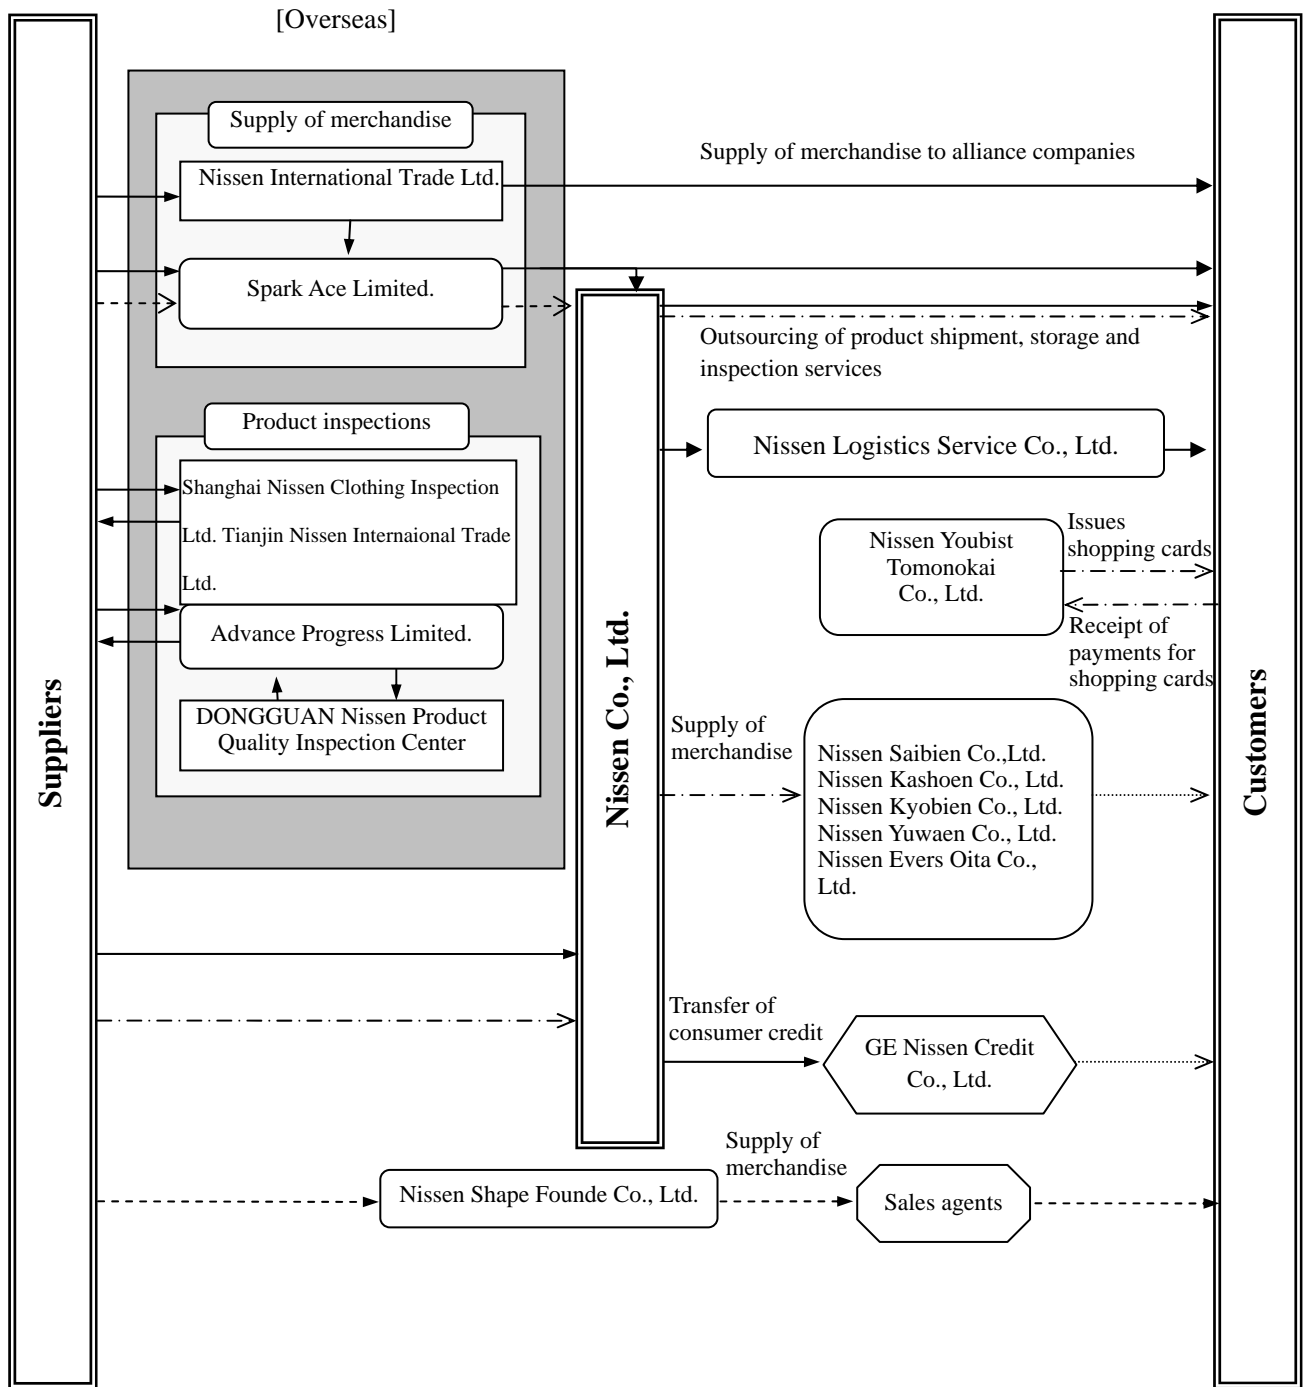 [Overseas]
Supply of merchandise
Nissen International Trade Ltd.
Spark Ace Limited.
Product inspections
Shanghai Nissen Clothing Inspection
Ltd. Tianjin Nissen Internaional Trade
Ltd.
Advance Progress Limited.
DONGGUAN Nissen Product
Quality Inspection Center
Suppliers
Nissen Co., Ltd.
Customers
Supply of merchandise to alliance companies
Outsourcing of product shipment, storage and
inspection services
Nissen Logistics Service Co., Ltd.
Nissen Youbist
Tomonokai
Co., Ltd.
Issues
shopping cards
Receipt of
payments for
shopping cards
Supply of
merchandise
Nissen Saibien Co.,Ltd.
Nissen Kashoen Co., Ltd.
Nissen Kyobien Co., Ltd.
Nissen Yuwaen Co., Ltd.
Nissen Evers Oita Co.,
Ltd.
Transfer of
consumer credit
GE Nissen Credit
Co., Ltd.
Nissen Shape Founde Co., Ltd.
Supply of
merchandise
Sales agents